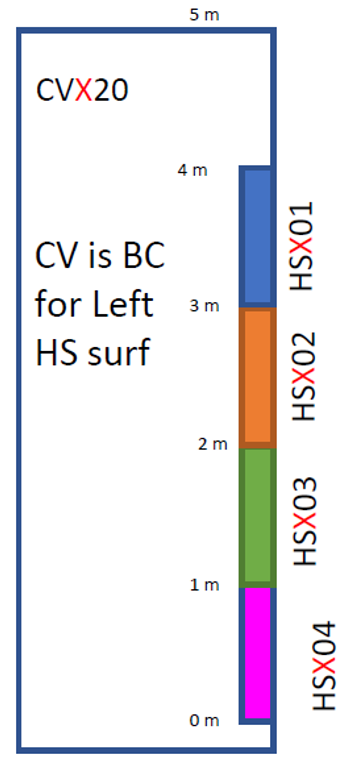 5 m
CVX20
4 m
HSX01
CV is BC
for Left
HS surf
3 m
HSX02
2 m
HSX03
1 m
HSX04
0 m